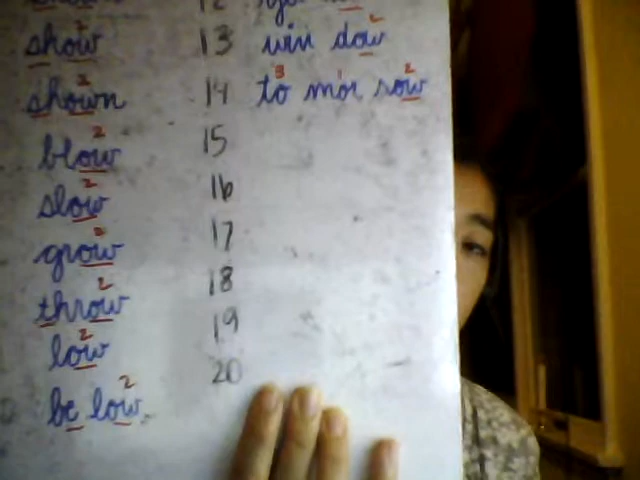 show 13 win dow
shown 14 to mor row
blow 15
slow 16
grow 17
throw 18
low 19
be low 20